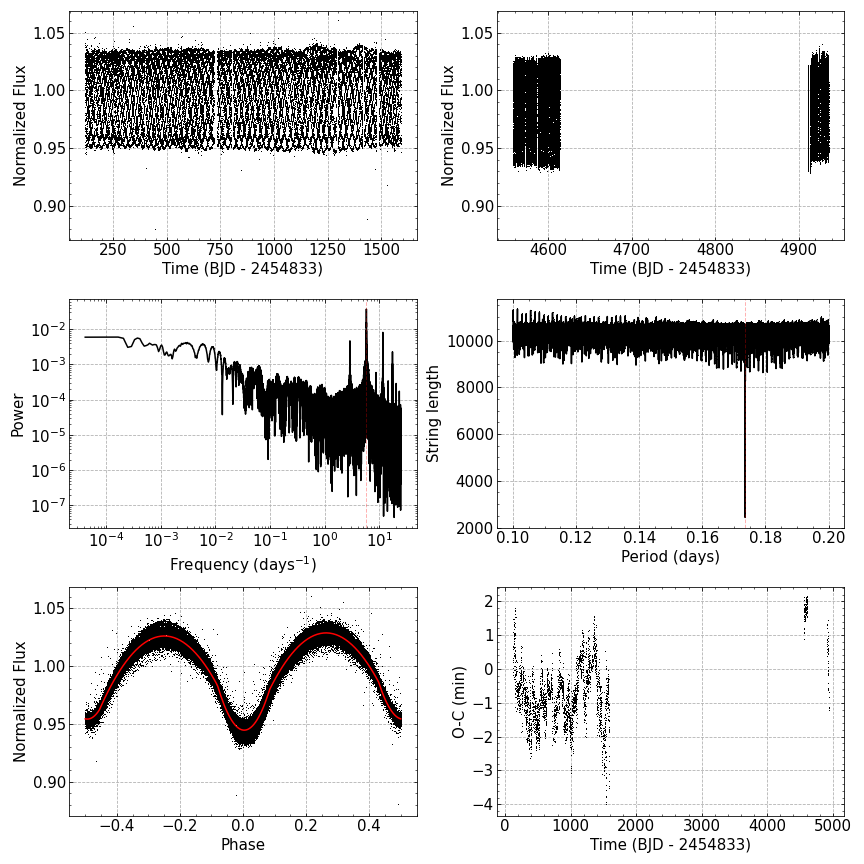 1.05
1.00
0.95
0.90
Normalized Flux
250 500 750 1000 1250 1500
Time (BJD - 2454833)
1.05
1.00
0.95
0.90
Normalized Flux
4600 4700 4800 4900
Time (BJD - 2454833)
10⁻²
10⁻³
10⁻⁴
10⁻⁵
10⁻⁶
10⁻⁷
Power
10⁻⁴ 10⁻³ 10⁻² 10⁻¹ 10⁰ 10¹
Frequency (days⁻¹)
10000
8000
6000
4000
2000
String length
0.10 0.12 0.14 0.16 0.18 0.20
Period (days)
1.05
1.00
0.95
0.90
Normalized Flux
−0.4 −0.2 0.0 0.2 0.4
Phase
2
1
0
−1
−2
−3
−4
O-C (min)
0 1000 2000 3000 4000 5000
Time (BJD - 2454833)